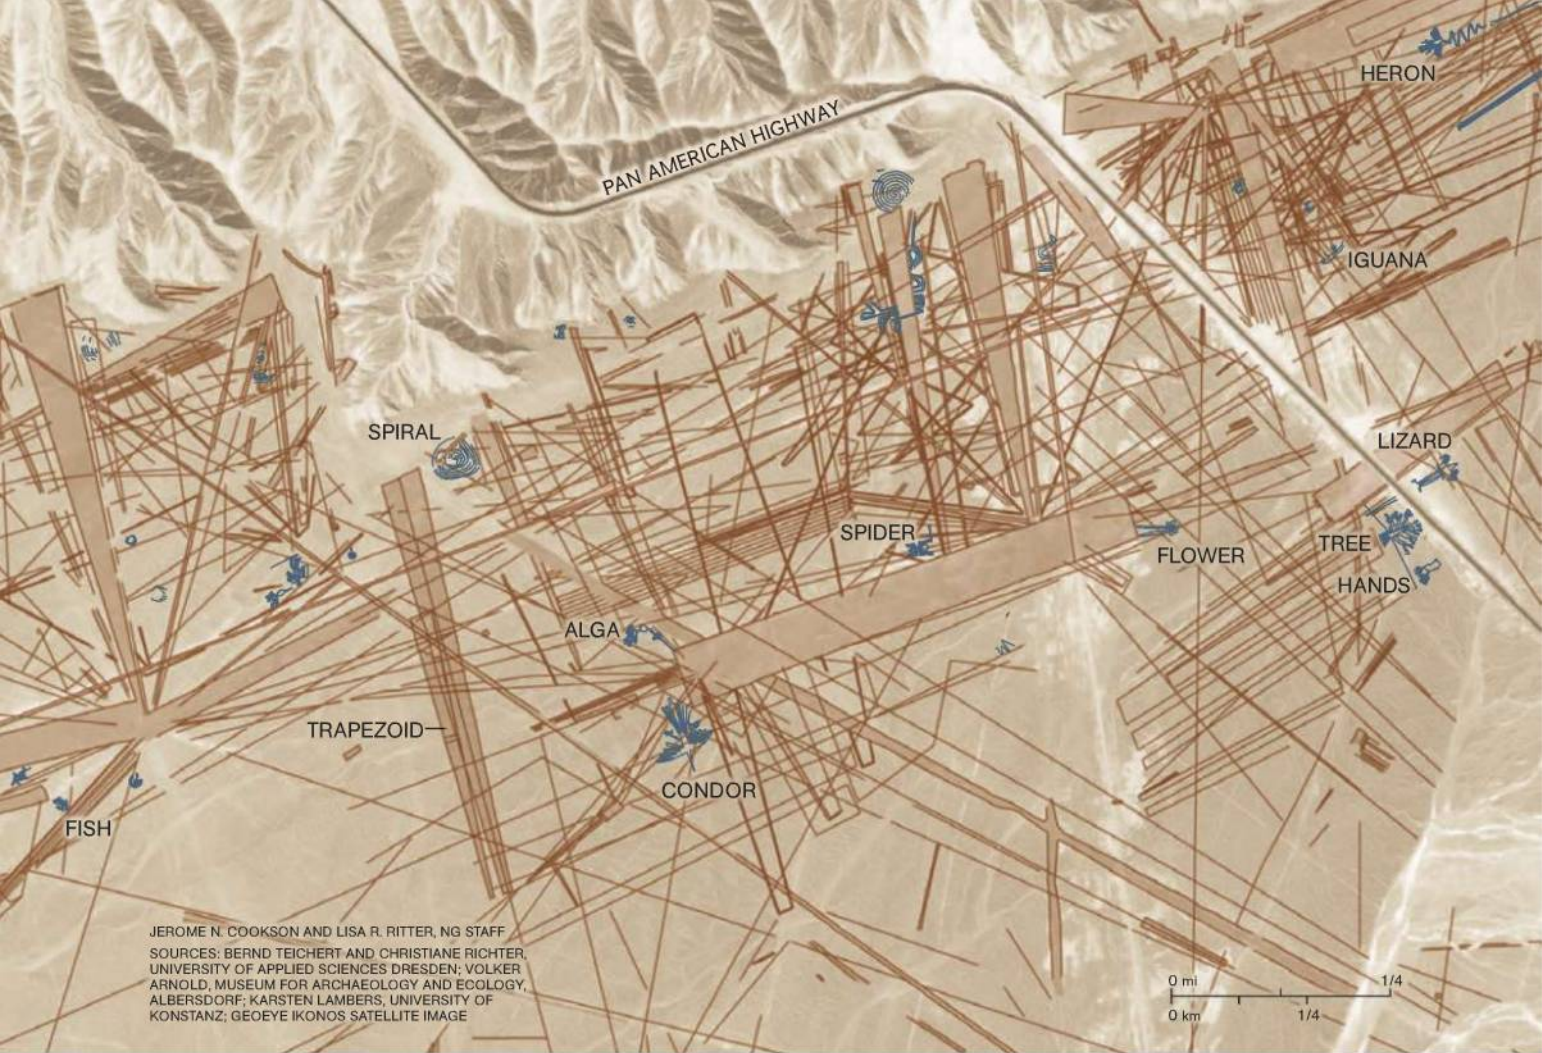 HERON
PAN AMERICAN HIGHWAY
IGUANA
SPIRAL
LIZARD
SPIDER
TREE
FLOWER
HANDS
ALGA
TRAPEZOID
CONDOR
FISH
JEROME N. COOKSON AND LISA R. RITTER, NG STAFF
SOURCES: BERND TEICHERT AND CHRISTIANE RICHTER,
UNIVERSITY OF APPLIED SCIENCES DRESDEN; VOLKER
ARNOLD, MUSEUM FOR ARCHAEOLOGY AND ECOLOGY,
ALBERSDORF; KARSTEN LAMBERS, UNIVERSITY OF
KONSTANZ; GEOEYE IKONOS SATELLITE IMAGE
0 mi 1/4
0 km 1/4